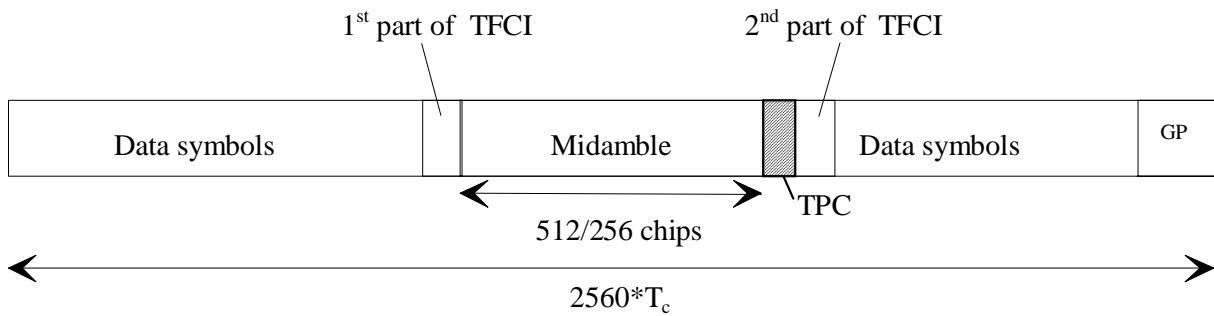 1st part of TFCI
2nd part of TFCI
Data symbols
Midamble
Data symbols
GP
TPC
512/256 chips
2560*Tc